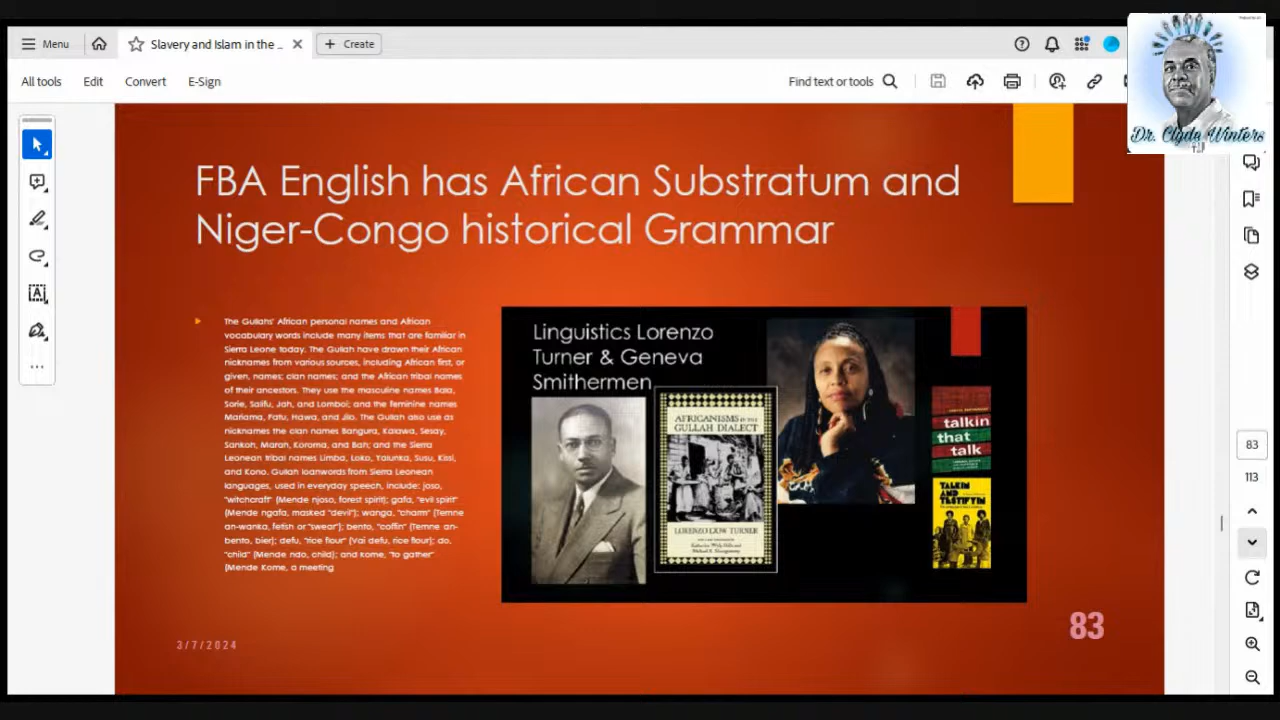 Menu
Slavery and Islam in the ...
Create
All tools
Edit
Convert
E-Sign
Find text or tools
Dr. Clyde Winters
FBA English has African Substratum and
Niger-Congo historical Grammar
The Gullahs' African personal names and African
vocabulary words include many items that are familiar in
Sierra Leone today. The Gullah have drawn their African
nicknames from various sources, including African first, or
given, names; clan names; and the African tribal names
of their ancestors. They use the masculine names Bala,
Sorie, Salifu, Jah, and Lomboi; and the feminine names
Mariama, Fatu, Hawa, and Jilo. The Gullah also use as
nicknames the clan names Bangura, Kalawa, Sesay,
Sankoh, Marah, Koroma, and Bah; and the Sierra
Leonean tribal names Limba, Loko, Yalunka, Susu, Kissi,
and Kono. Gullah loanwords from Sierra Leonean
languages, used in everyday speech, include: joso,
"witchcraft" (Mende njoso, forest spirit); gafa, "evil spirit"
(Mende ngafa, masked "devil"); wanga, "charm" (Temne
an-wanka, fetish or "swear"); bento, "coffin" (Temne an-
bento, bier); defu, "rice flour" (Vai defu, rice flour); do,
"child" (Mende ndo, child); and kome, "to gather"
(Mende Kome, a meeting
Linguistics Lorenzo
Turner & Geneva
Smithermen
AFRICANISMS IN THE
GULLAH DIALECT
LORENZO DOW TURNER
talkin
that
talk
TALKIN
AND
TESTIFYIN
83
113
3/7/2024
83